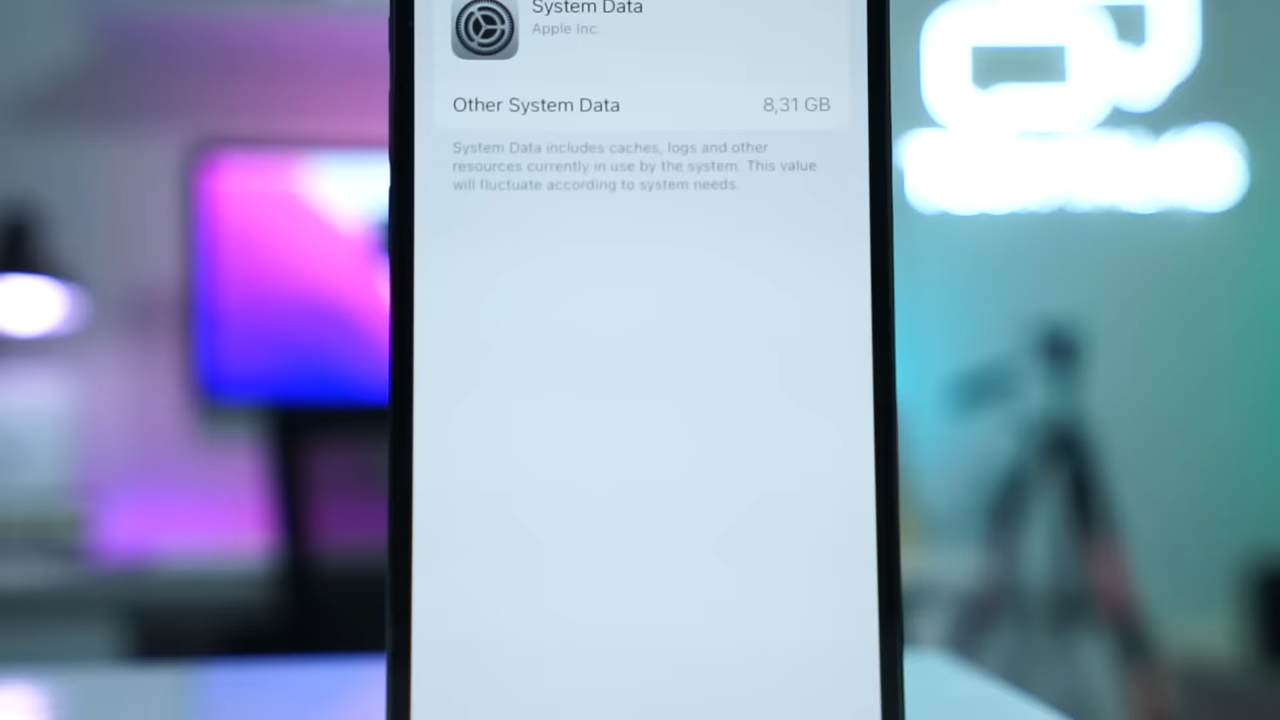 System Data
Apple Inc.
Other System Data 8,31 GB
System Data includes caches, logs and other
resources currently in use by the system. This value
will fluctuate according to system needs.